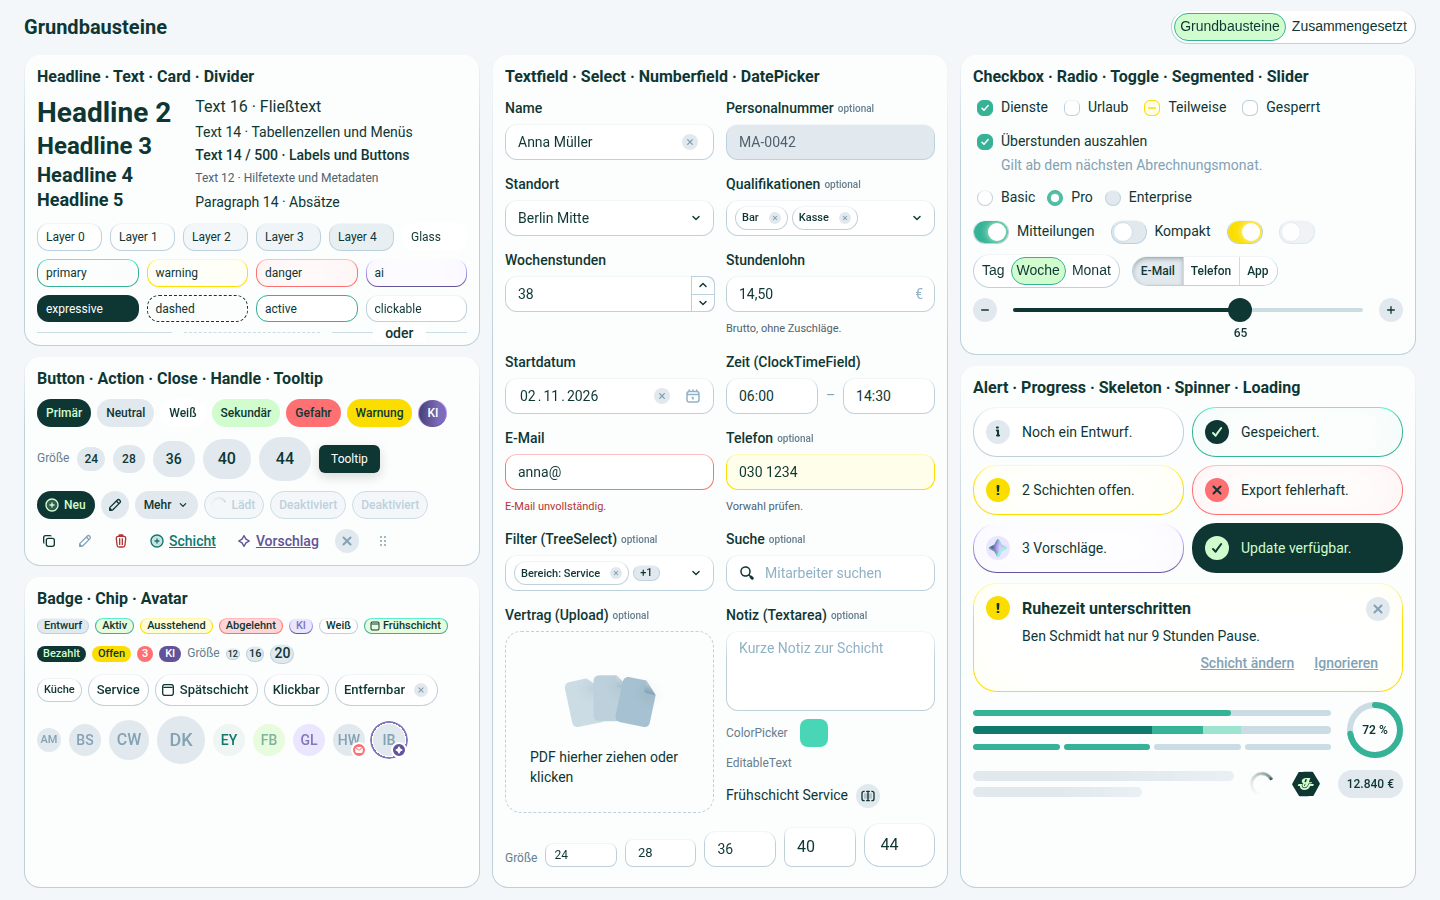 Grundbausteine
Grundbausteine Zusammengesetzt
Headline · Text · Card · Divider
Headline 2
Headline 3
Headline 4
Headline 5
Text 16 · Fließtext
Text 14 · Tabellenzellen und Menüs
Text 14 / 500 · Labels und Buttons
Text 12 · Hilfetexte und Metadaten
Paragraph 14 · Absätze
Layer 0 Layer 1 Layer 2 Layer 3 Layer 4 Glass
primary warning danger ai
expressive dashed active clickable
oder
Button · Action · Close · Handle · Tooltip
Primär Neutral Weiß Sekundär Gefahr Warnung KI
Größe 24 28 36 40 44 Tooltip
Neu Mehr Lädt Deaktiviert Deaktiviert
Schicht Vorschlag
Badge · Chip · Avatar
Entwurf Aktiv Ausstehend Abgelehnt KI Weiß Frühschicht
Bezahlt Offen 3 KI Größe 12 16 20
Küche Service Spätschicht Klickbar Entfernbar
AM BS CW DK EY FB GL HW IB
Textfield · Select · Numberfield · DatePicker
Name
Anna Müller
Personalnummer optional
MA-0042
Standort
Berlin Mitte
Qualifikationen optional
Bar Kasse
Wochenstunden
38
Stundenlohn
14,50 €
Brutto, ohne Zuschläge.
Startdatum
02.11.2026
Zeit (ClockTimeField)
06:00 – 14:30
E-Mail
anna@
E-Mail unvollständig.
Telefon optional
030 1234
Vorwahl prüfen.
Filter (TreeSelect) optional
Bereich: Service +1
Suche optional
Mitarbeiter suchen
Vertrag (Upload) optional
PDF hierher ziehen oder
klicken
Notiz (Textarea) optional
Kurze Notiz zur Schicht
ColorPicker
EditableText
Frühschicht Service
Größe 24 28 36 40 44
Checkbox · Radio · Toggle · Segmented · Slider
Dienste Urlaub Teilweise Gesperrt
Überstunden auszahlen
Gilt ab dem nächsten Abrechnungsmonat.
Basic Pro Enterprise
Mitteilungen Kompakt
Tag Woche Monat E-Mail Telefon App
65
Alert · Progress · Skeleton · Spinner · Loading
Noch ein Entwurf. Gespeichert.
2 Schichten offen. Export fehlerhaft.
3 Vorschläge. Update verfügbar.
Ruhezeit unterschritten
Ben Schmidt hat nur 9 Stunden Pause.
Schicht ändern Ignorieren
72 %
12.840 €